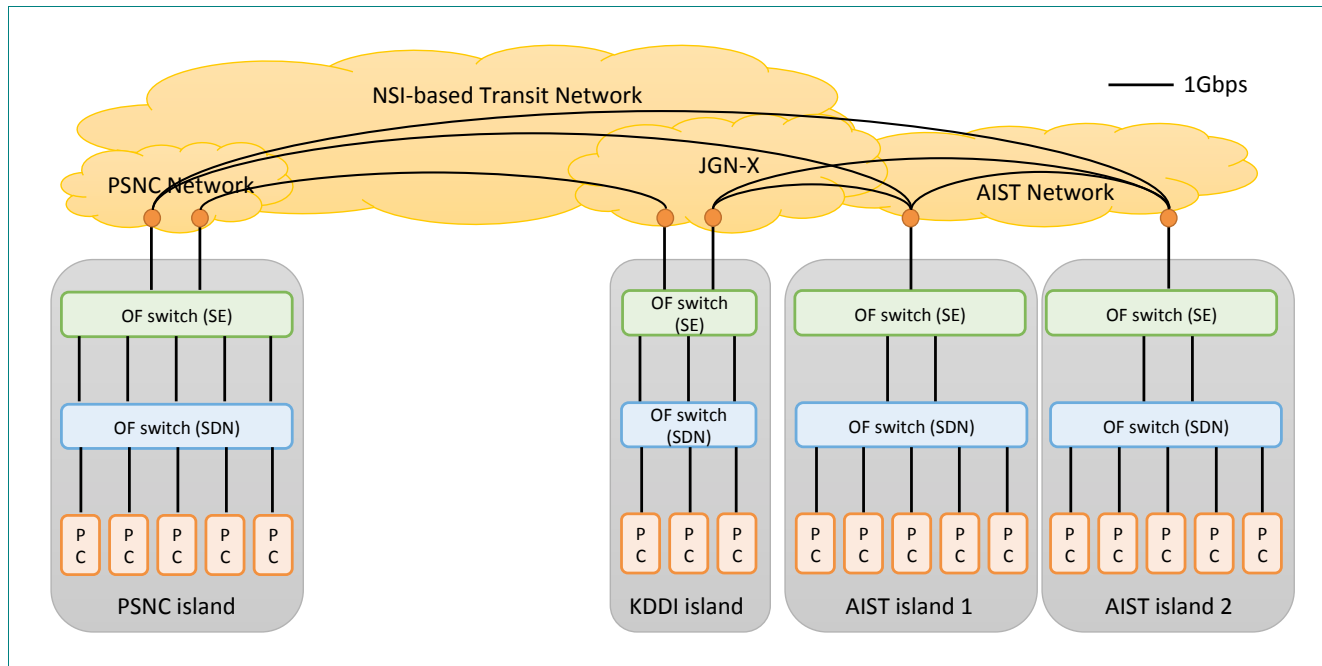 NSI-based Transit Network
1Gbps
JGN-X
PSNC Network
AIST Network
OF switch (SE)
OF switch
(SE)
OF switch (SE)
OF switch (SE)
OF switch (SDN)
OF switch
(SDN)
OF switch (SDN)
OF switch (SDN)
P
C
P
C
P
C
P
C
P
C
P
C
P
C
P
C
P
C
P
C
P
C
P
C
P
C
P
C
P
C
P
C
P
C
P
C
PSNC island
KDDI island
AIST island 1
AIST island 2